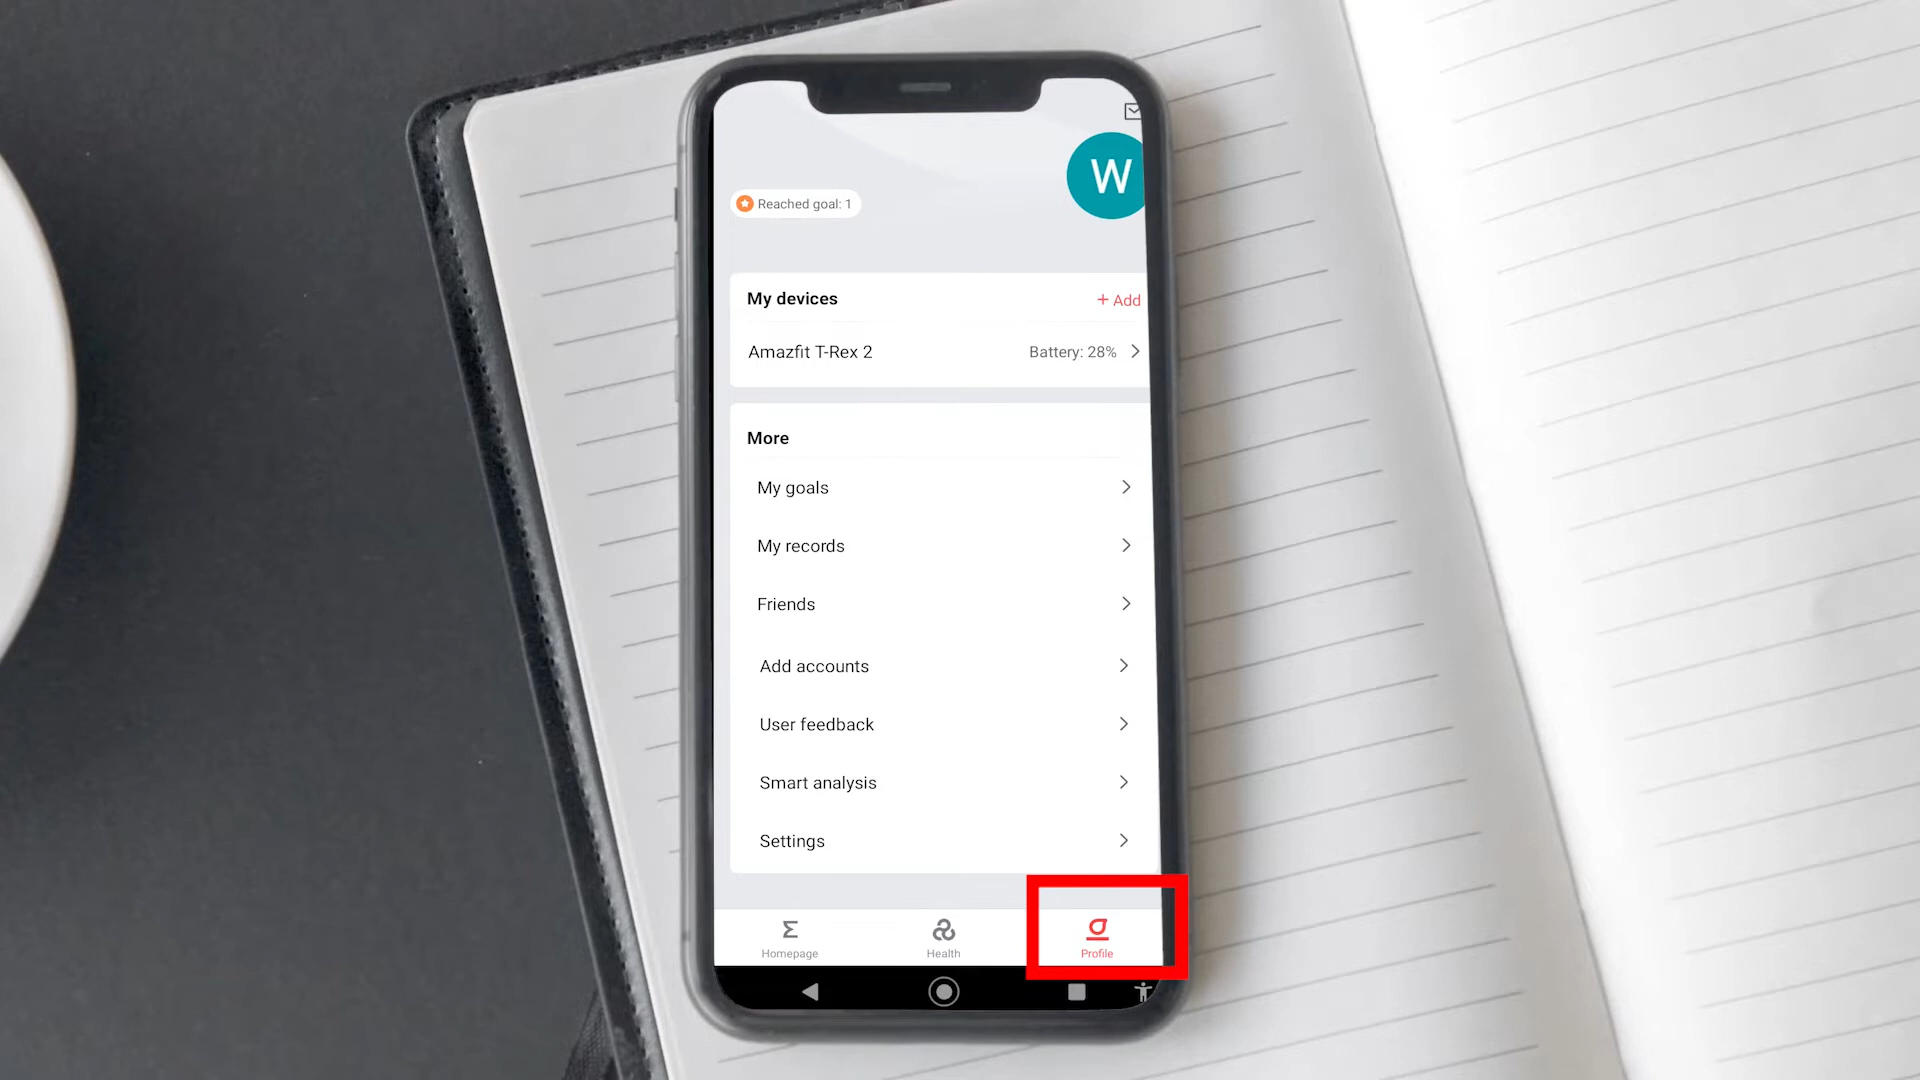 W
Reached goal: 1
My devices
+ Add
Amazfit T-Rex 2
Battery: 28%
More
My goals
My records
Friends
Add accounts
User feedback
Smart analysis
Settings
Homepage
Health
Profile